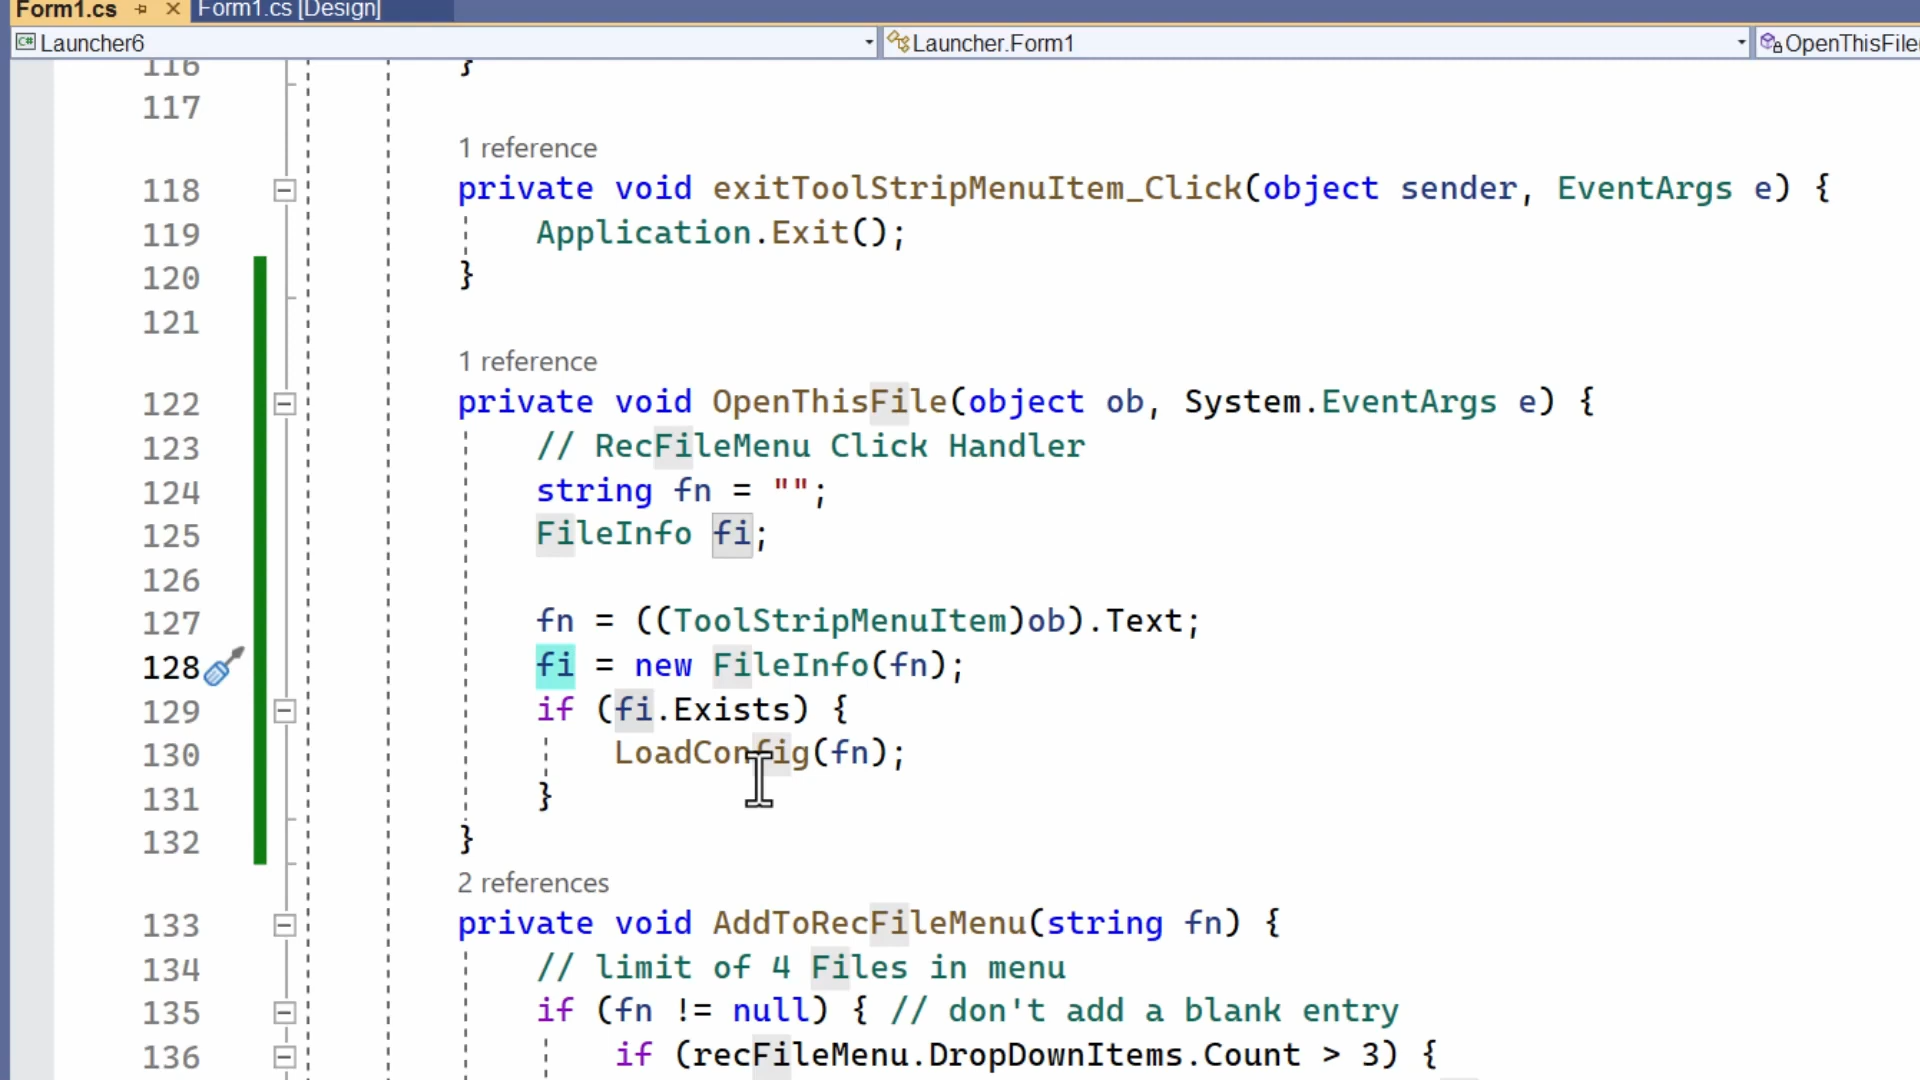 Form1.cs Form1.cs [Design]
Launcher6 Launcher.Form1 OpenThisFile(
116 }
117
1 reference
118 private void exitToolStripMenuItem_Click(object sender, EventArgs e) {
119 Application.Exit();
120 }
121
1 reference
122 private void OpenThisFile(object ob, System.EventArgs e) {
123 // RecFileMenu Click Handler
124 string fn = "";
125 FileInfo fi;
126
127 fn = ((ToolStripMenuItem)ob).Text;
128 fi = new FileInfo(fn);
129 if (fi.Exists) {
130 LoadConfig(fn);
131 }
132 }
2 references
133 private void AddToRecFileMenu(string fn) {
134 // limit of 4 Files in menu
135 if (fn != null) { // don't add a blank entry
136 if (recFileMenu.DropDownItems.Count > 3) {